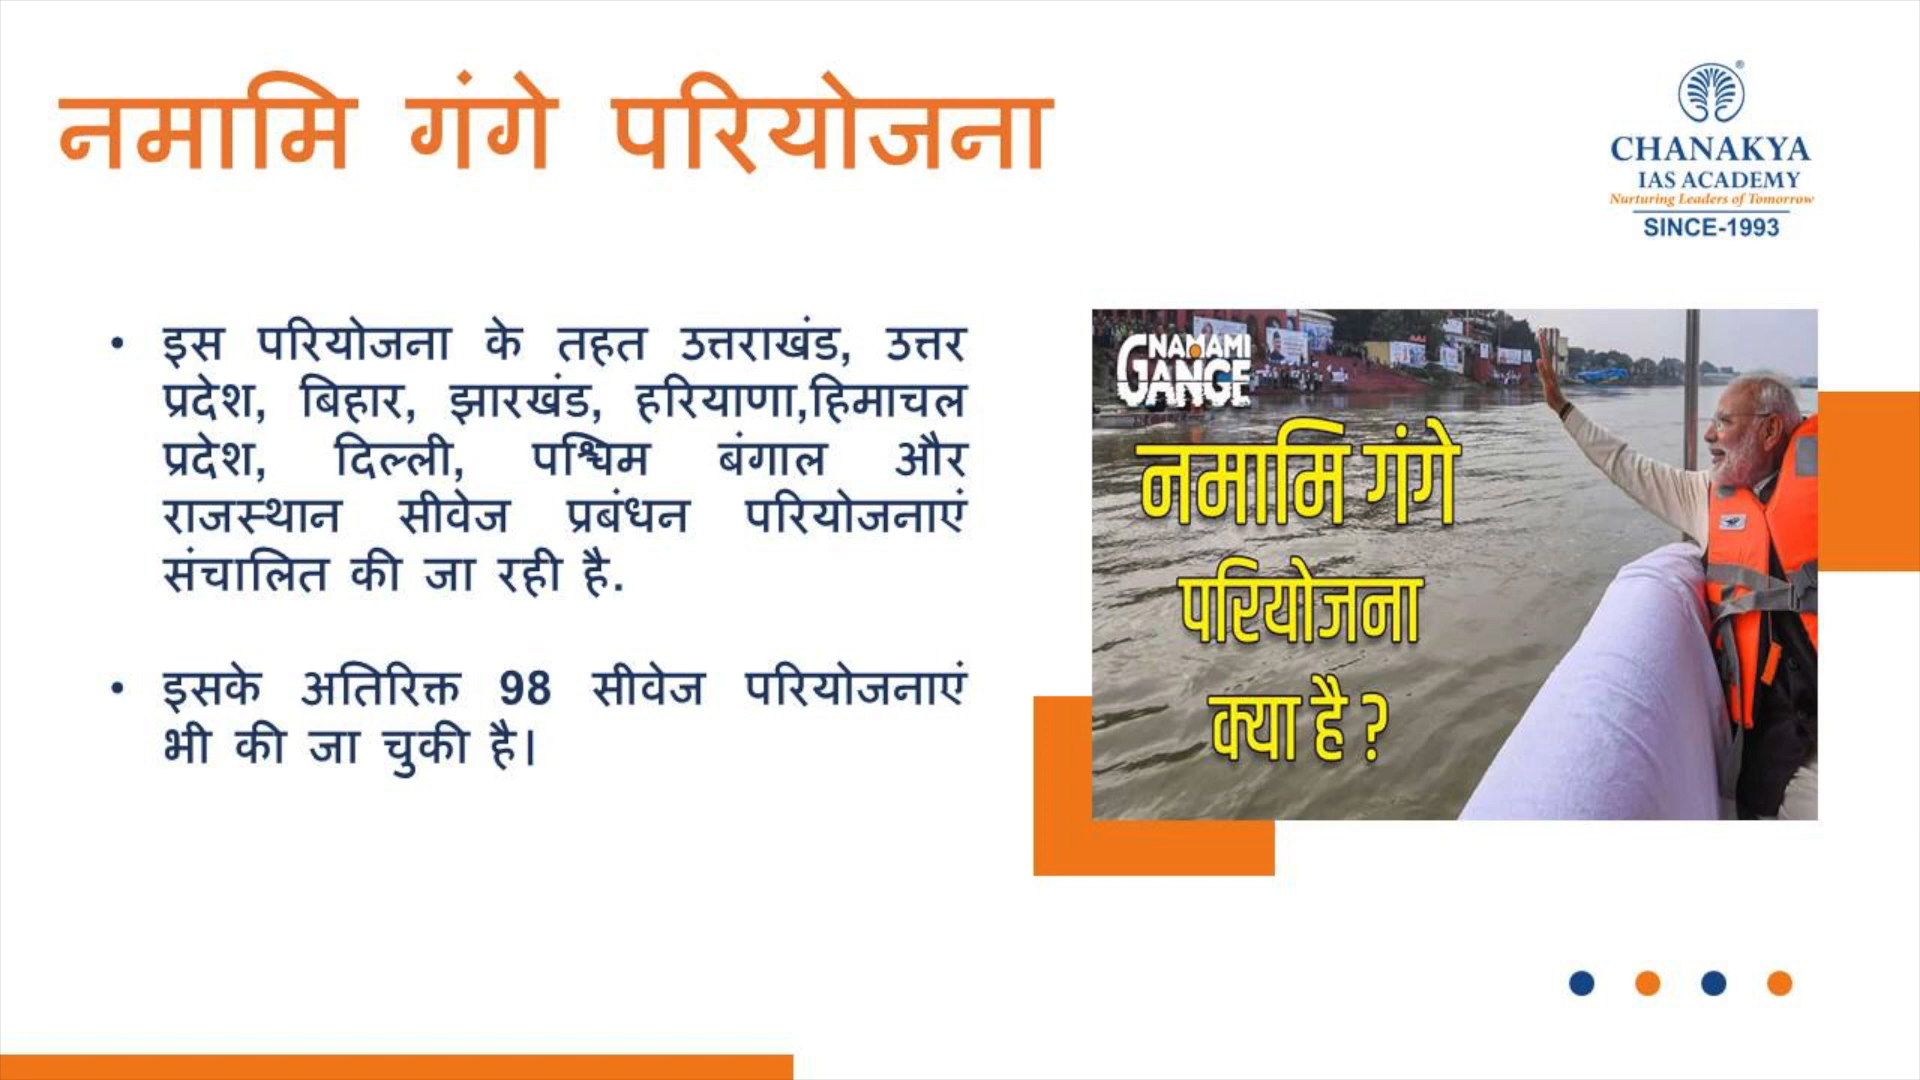 नमामि गंगे परियोजना
CHANAKYA
IAS ACADEMY
Nurturing Leaders of Tomorrow
SINCE-1993
• इस परियोजना के तहत उत्तराखंड, उत्तर
प्रदेश, बिहार, झारखंड, हरियाणा,हिमाचल
प्रदेश, दिल्ली, पश्चिम बंगाल और
राजस्थान सीवेज प्रबंधन परियोजनाएं
संचालित की जा रही है.
• इसके अतिरिक्त 98 सीवेज परियोजनाएं
भी की जा चुकी है।
NAMAMI
GANGE
नमामि गंगे
परियोजना
क्या है ?